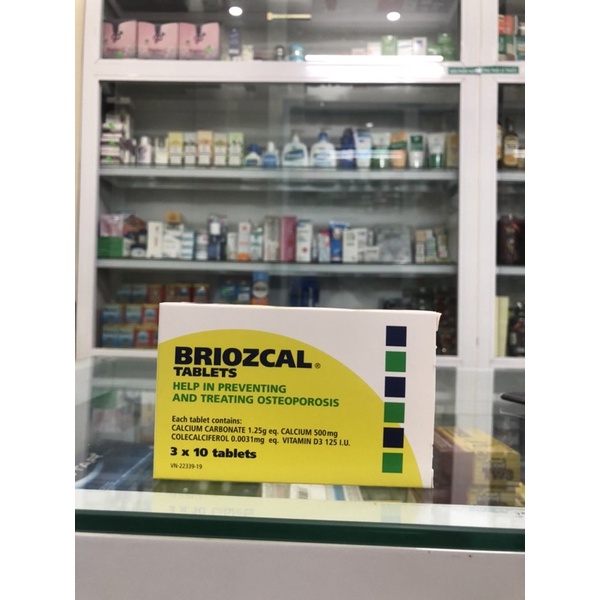 BRIOZCAL®
TABLETS
HELP IN PREVENTING
AND TREATING OSTEOPOROSIS
Each tablet contains:
CALCIUM CARBONATE 1.25g eq. CALCIUM 500mg
COLECALCIFEROL 0.0031mg eq. VITAMIN D3 125 I.U.
3 x 10 tablets
VN-22339-19